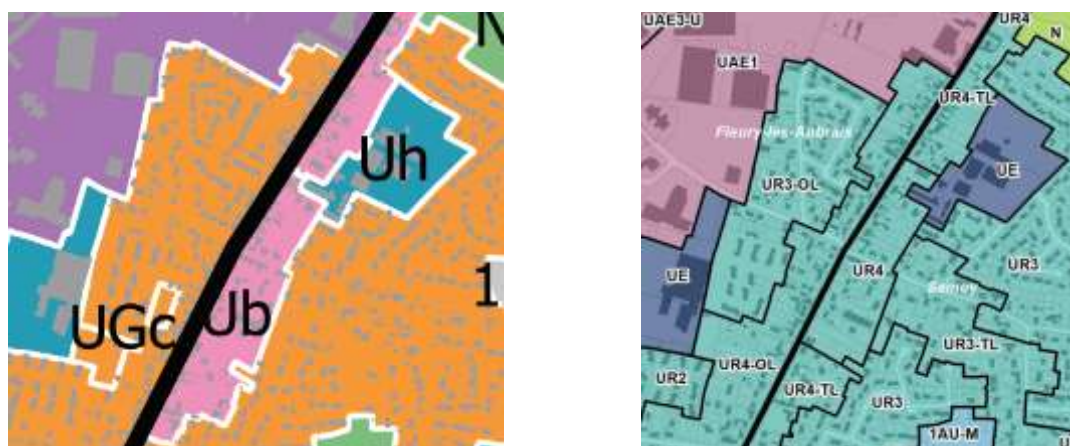 Uh
UGc
Ub
1
UAE3-U
UR4
N
UAE1
UR4-TL
Fleury-les-Aubrais
UE
UR3-OL
UR4
UR3
UE
Semoy
UR3-TL
UR2
UR4-OL
UR4-TL
UR3
1AU-M